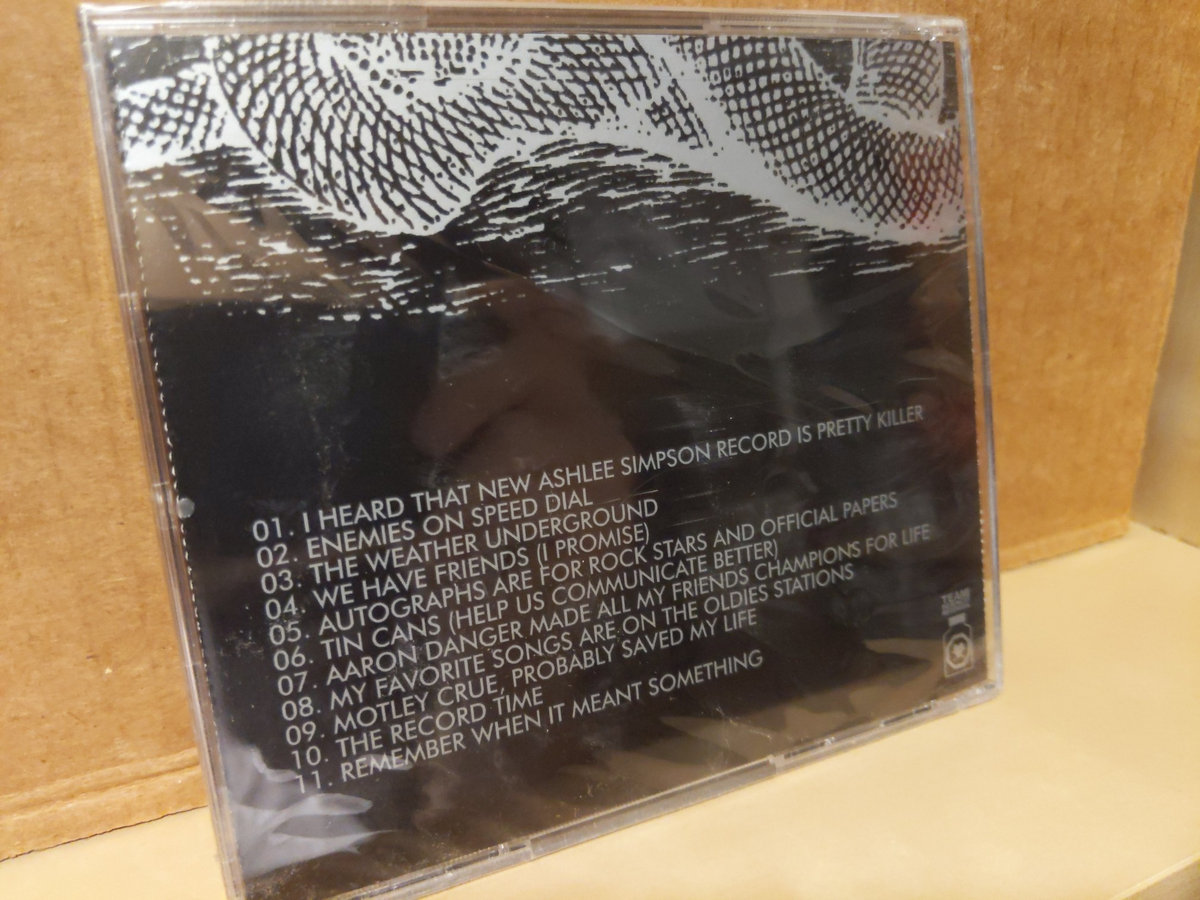 01. I HEARD THAT NEW ASHLEE SIMPSON RECORD IS PRETTY KILLER
02. ENEMIES ON SPEED DIAL
03. THE WEATHER UNDERGROUND
04. WE HAVE FRIENDS (I PROMISE)
05. AUTOGRAPHS ARE FOR ROCK STARS AND OFFICIAL PAPERS
06. TIN CANS (HELP US COMMUNICATE BETTER)
07. AARON DANGER MADE ALL MY FRIENDS CHAMPIONS FOR LIFE
08. MY FAVORITE SONGS ARE ON THE OLDIES STATIONS
09. MOTLEY CRUE, PROBABLY SAVED MY LIFE
10. THE RECORD TIME
11. REMEMBER WHEN IT MEANT SOMETHING
TEAM